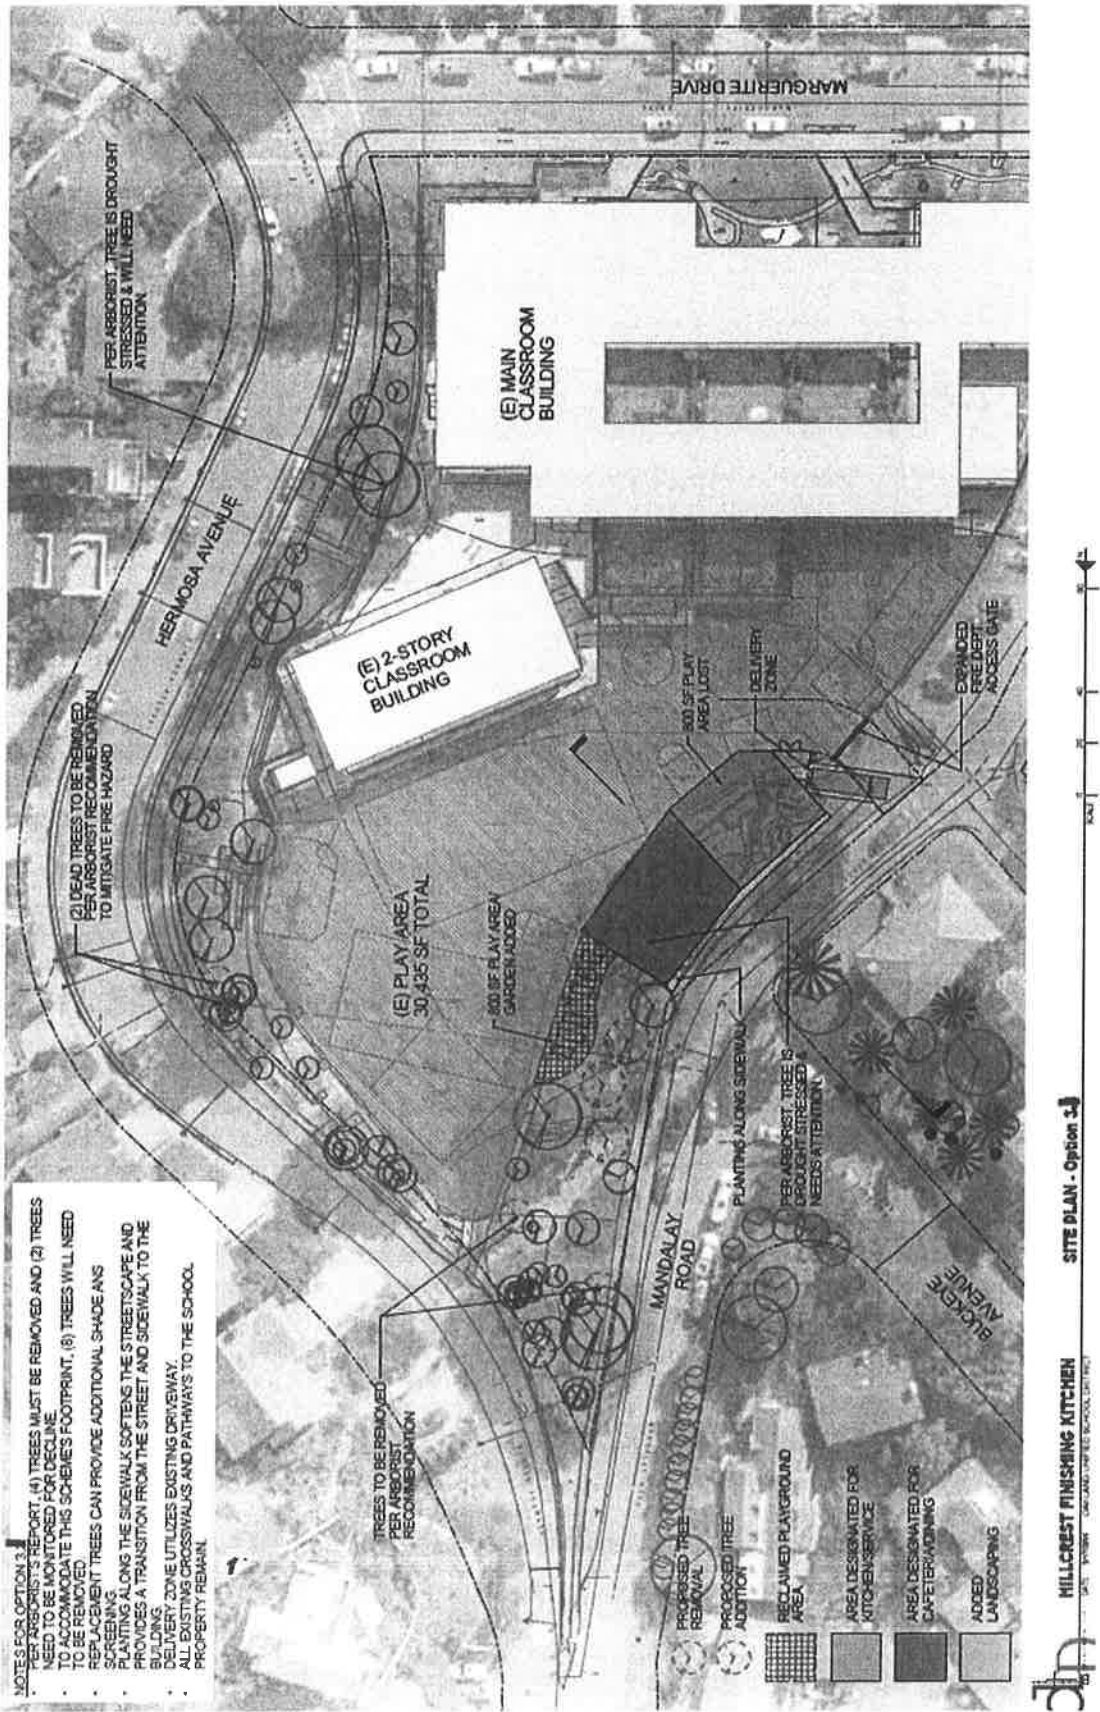 NOTES FOR OPTION 3.
PER ARBORIST'S REPORT, (4) TREES MUST BE REMOVED AND (2) TREES
NEED TO BE MONITORED FOR DECLINE.
TO ACCOMMODATE THIS SCHEME'S FOOTPRINT, (8) TREES WILL NEED
TO BE REMOVED.
REPLACEMENT TREES CAN PROVIDE ADDITIONAL SHADE ANS
SCREENING.
PLANTING ALONG THE SIDEWALK SOFTENS THE STREETSCAPE AND
PROVIDES A TRANSITION FROM THE STREET AND SIDEWALK TO THE
BUILDING.
DELIVERY ZONE UTILIZES EXISTING DRIVEWAY.
ALL EXISTING CROSSWALKS AND PATHWAYS TO THE SCHOOL
PROPERTY REMAIN.
(2) DEAD TREES TO BE REMOVED
PER ARBORIST RECOMMENDATION
TO MITIGATE FIRE HAZARD
PER ARBORIST, TREE IS DROUGHT
STRESSED & WILL NEED
ATTENTION
HERMOSA AVENUE
MARGUERITE DRIVE
(E) 2-STORY
CLASSROOM
BUILDING
(E) MAIN
CLASSROOM
BUILDING
(E) PLAY AREA
30,435 SF TOTAL
800 SF PLAY AREA/
GARDEN ADDED
800 SF PLAY
AREA LOST
DELIVERY
ZONE
EXPANDED
FIRE DEPT.
ACCESS GATE
TREES TO BE REMOVED
PER ARBORIST
RECOMMENDATION
MANDALAY
ROAD
PLANTING ALONG SIDEWALK
PER ARBORIST, TREE IS
DROUGHT STRESSED &
NEEDS ATTENTION
BUCKEYE
AVENUE
PROPOSED TREE
REMOVAL
PROPOSED TREE
ADDITION
RECLAIMED PLAYGROUND
AREA
AREA DESIGNATED FOR
KITCHEN/SERVICE
AREA DESIGNATED FOR
CAFETERIA/DINING
ADDED
LANDSCAPING
HILLCREST FINISHING KITCHEN
SITE PLAN - Option 3.
OAKLAND UNIFIED SCHOOL DISTRICT